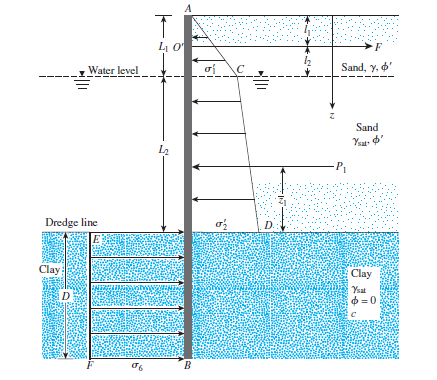 A
l₁
L₁ O′
F
l₂
Water level
σ′₁
C
Sand, γ, ϕ′
z
Sand
γsat, ϕ′
L₂
P₁
z̄₁
Dredge line
σ′₂
D
E
Clay
D
Clay
γsat
ϕ = 0
c
F
σ₆
B